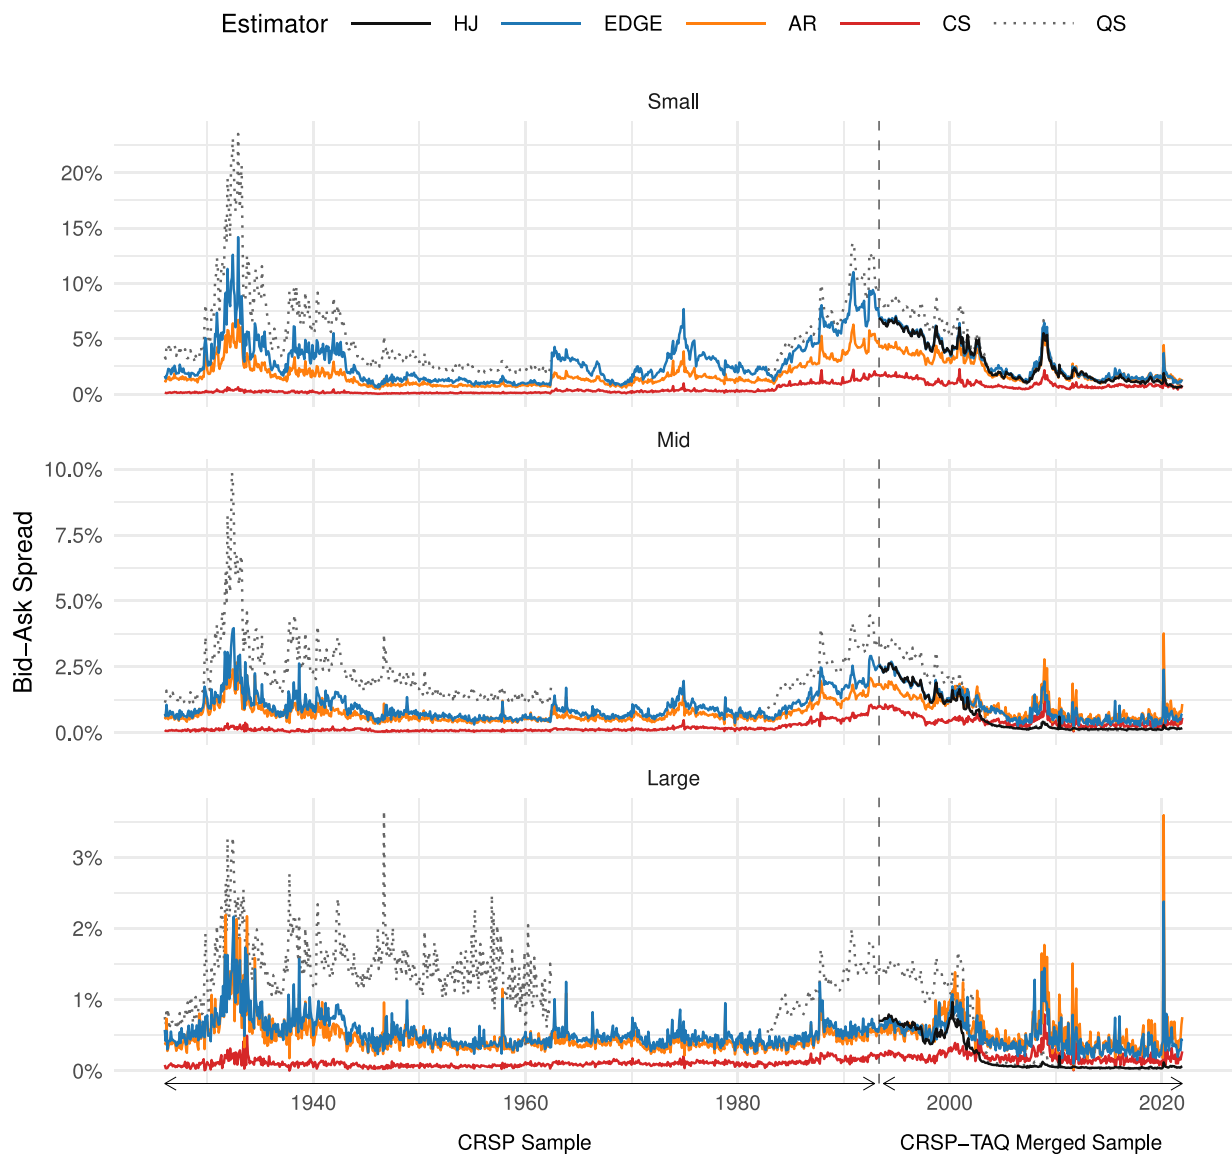 Estimator HJ EDGE AR CS QS
Small
20%
15%
10%
5%
0%
Mid
10.0%
7.5%
5.0%
2.5%
0.0%
Bid−Ask Spread
Large
3%
2%
1%
0%
1940 1960 1980 2000 2020
CRSP Sample CRSP−TAQ Merged Sample